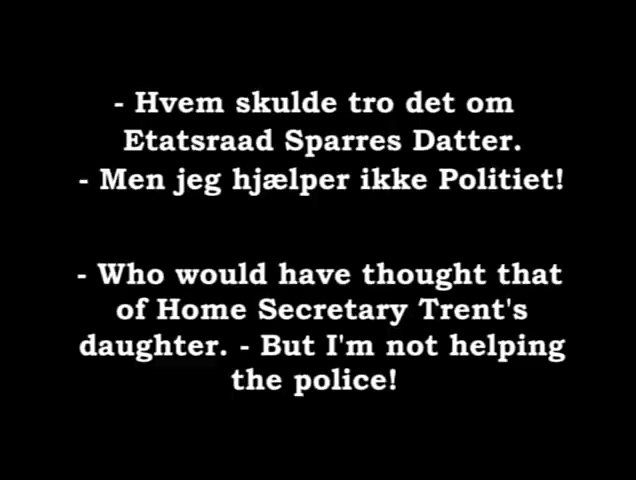 - Hvem skulde tro det om
Etatsraad Sparres Datter.
- Men jeg hjælper ikke Politiet!
- Who would have thought that
of Home Secretary Trent's
daughter. - But I'm not helping
the police!